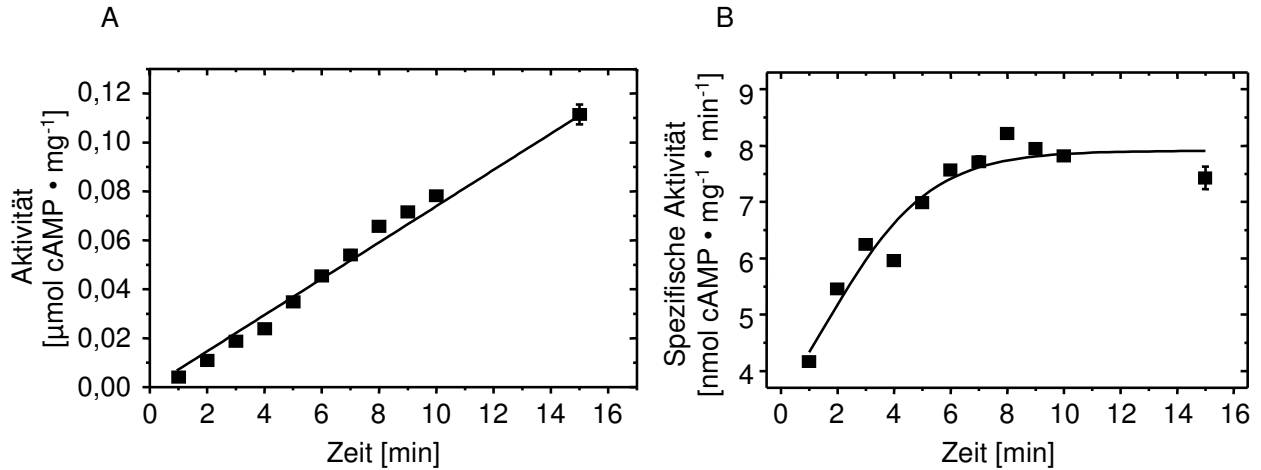 A
B
Aktivität
[µmol cAMP • mg⁻¹]
0,12
0,10
0,08
0,06
0,04
0,02
0,00
0 2 4 6 8 10 12 14 16
Zeit [min]
Spezifische Aktivität
[nmol cAMP • mg⁻¹ • min⁻¹]
9
8
7
6
5
4
0 2 4 6 8 10 12 14 16
Zeit [min]